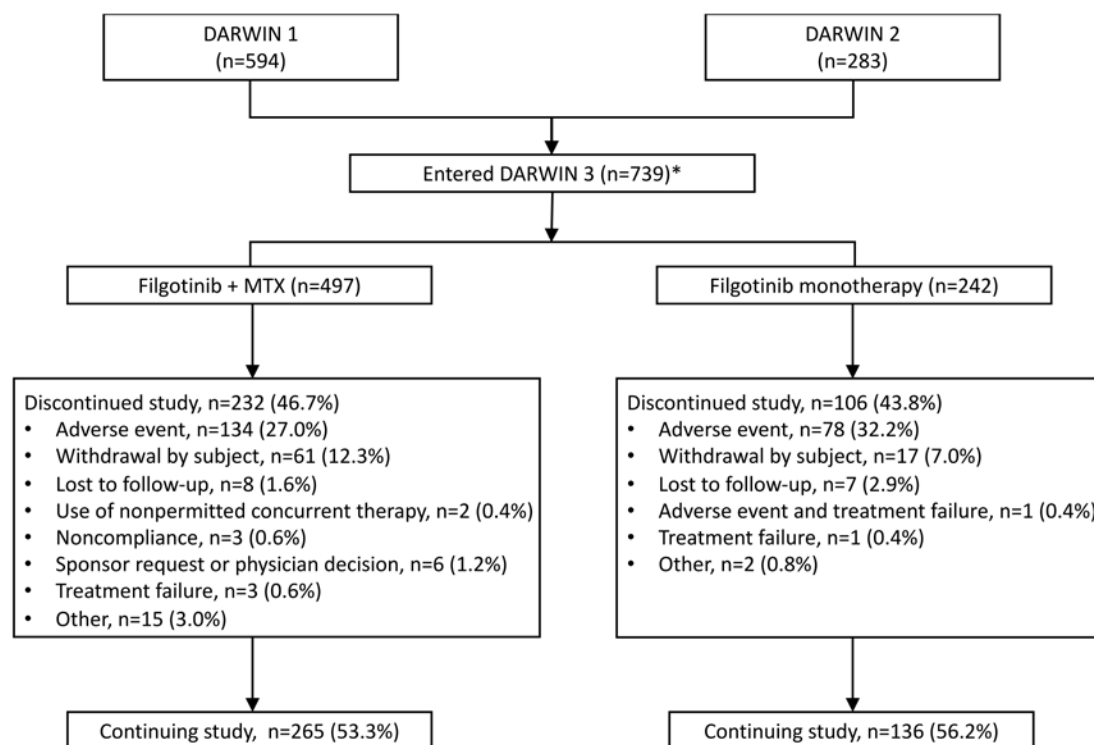 DARWIN 1
(n=594)
DARWIN 2
(n=283)
Entered DARWIN 3 (n=739)*
Filgotinib + MTX (n=497)
Filgotinib monotherapy (n=242)
Discontinued study, n=232 (46.7%)
• Adverse event, n=134 (27.0%)
• Withdrawal by subject, n=61 (12.3%)
• Lost to follow-up, n=8 (1.6%)
• Use of nonpermitted concurrent therapy, n=2 (0.4%)
• Noncompliance, n=3 (0.6%)
• Sponsor request or physician decision, n=6 (1.2%)
• Treatment failure, n=3 (0.6%)
• Other, n=15 (3.0%)
Discontinued study, n=106 (43.8%)
• Adverse event, n=78 (32.2%)
• Withdrawal by subject, n=17 (7.0%)
• Lost to follow-up, n=7 (2.9%)
• Adverse event and treatment failure, n=1 (0.4%)
• Treatment failure, n=1 (0.4%)
• Other, n=2 (0.8%)
Continuing study, n=265 (53.3%)
Continuing study, n=136 (56.2%)